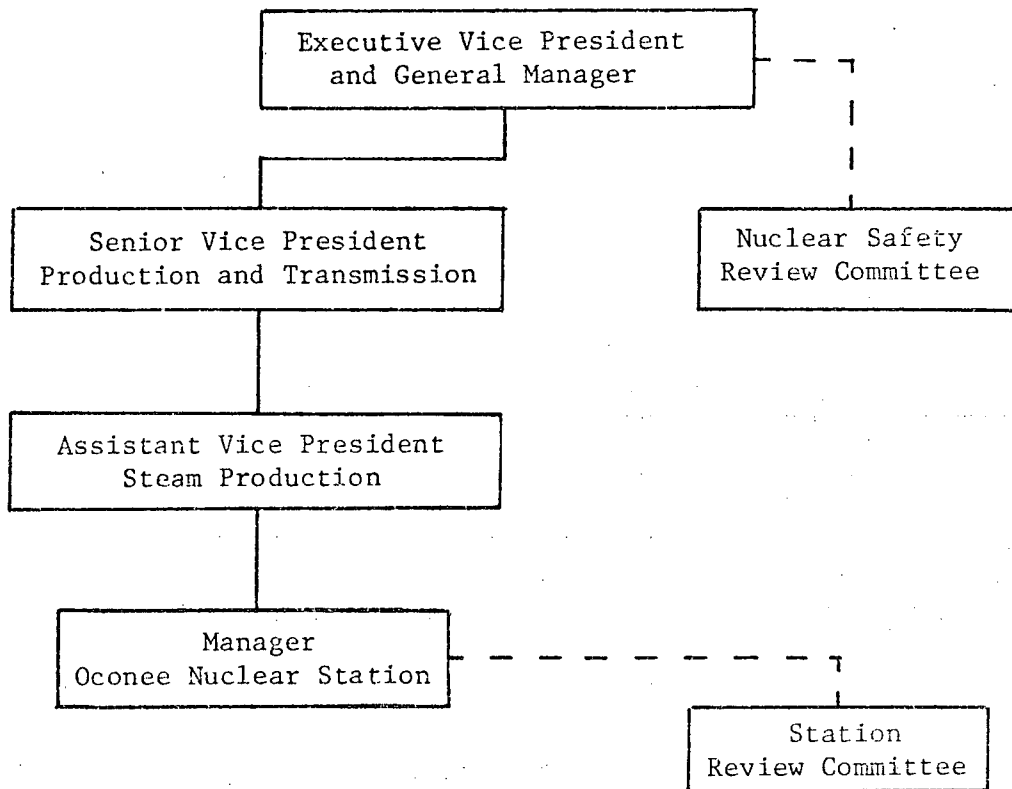 Executive Vice President
and General Manager
Senior Vice President
Production and Transmission
Nuclear Safety
Review Committee
Assistant Vice President
Steam Production
Manager
Oconee Nuclear Station
Station
Review Committee